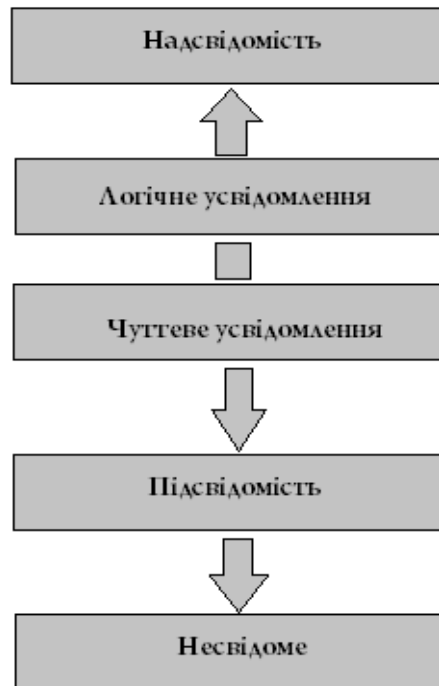 Надсвідомість
Логічне усвідомлення
Чуттеве усвідомлення
Підсвідомість
Несвідоме